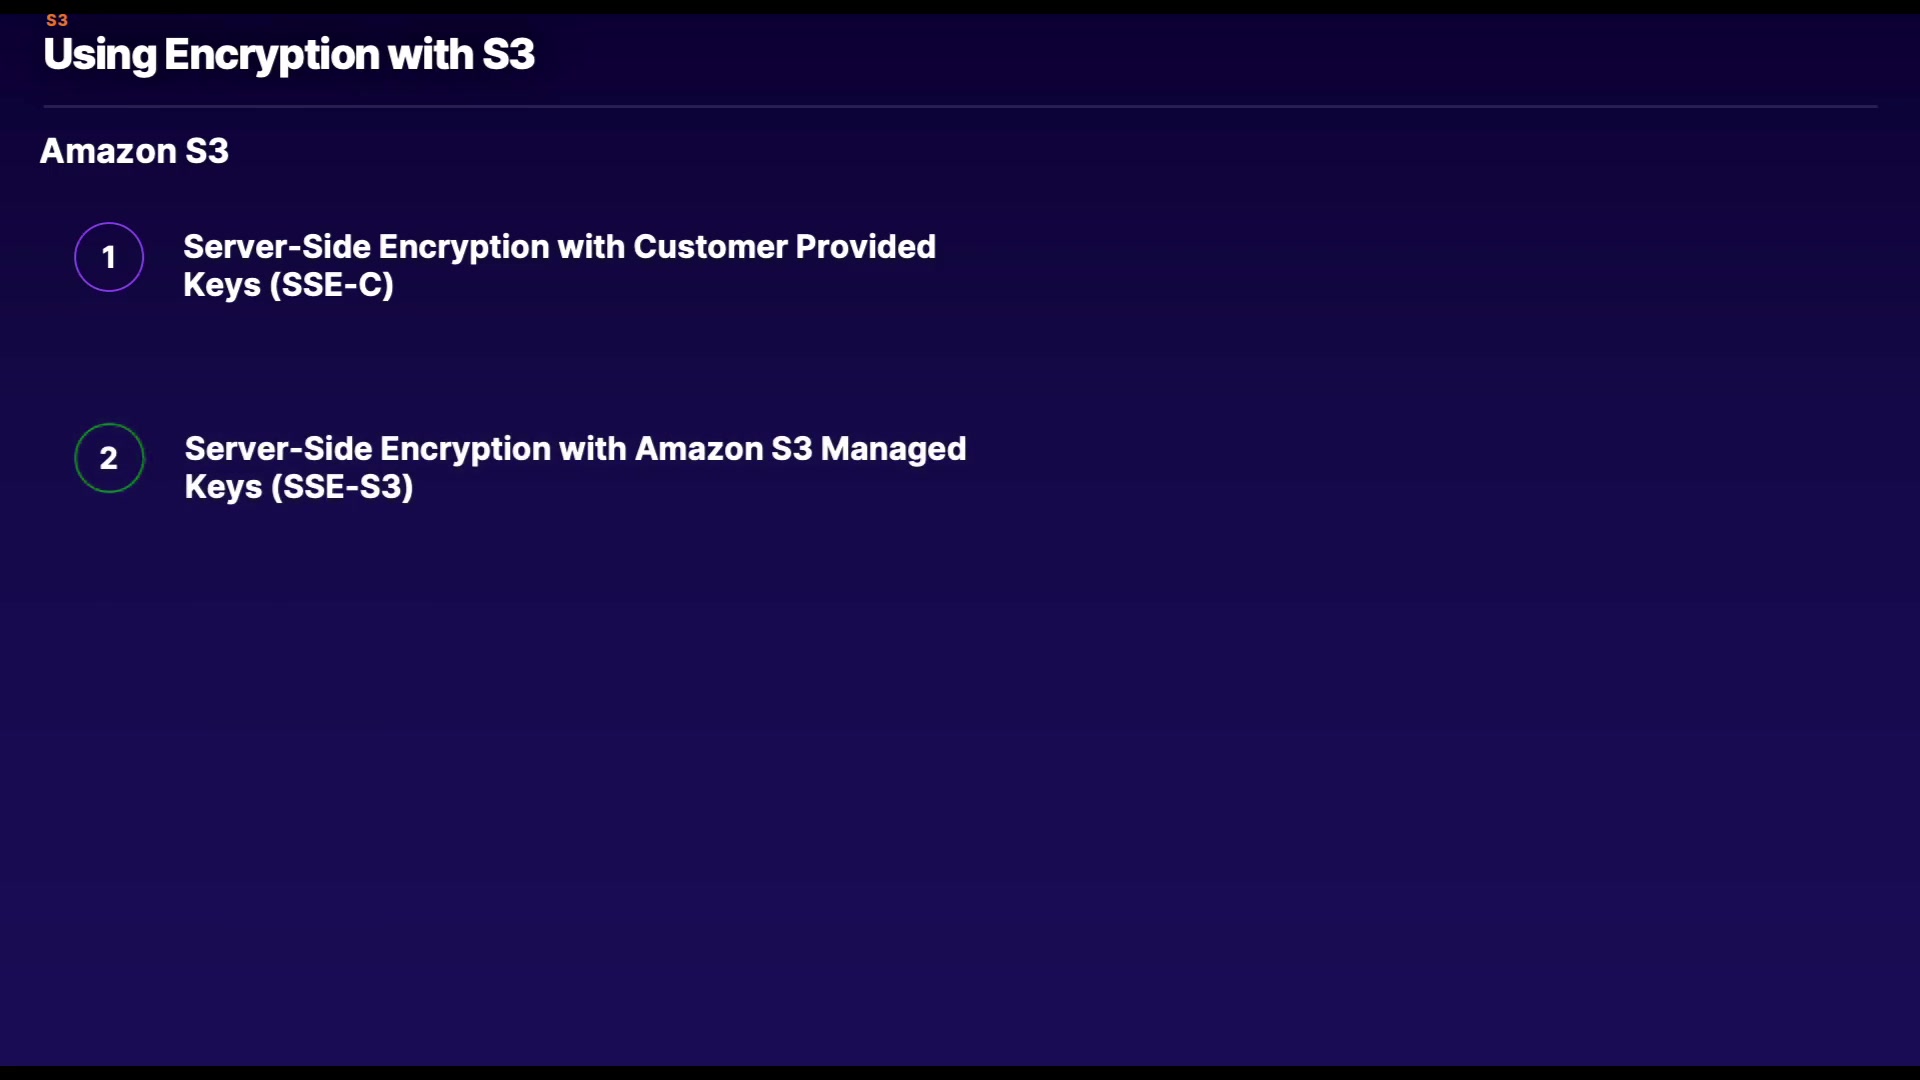 S3
Using Encryption with S3
Amazon S3
1
Server-Side Encryption with Customer Provided
Keys (SSE-C)
2
Server-Side Encryption with Amazon S3 Managed
Keys (SSE-S3)